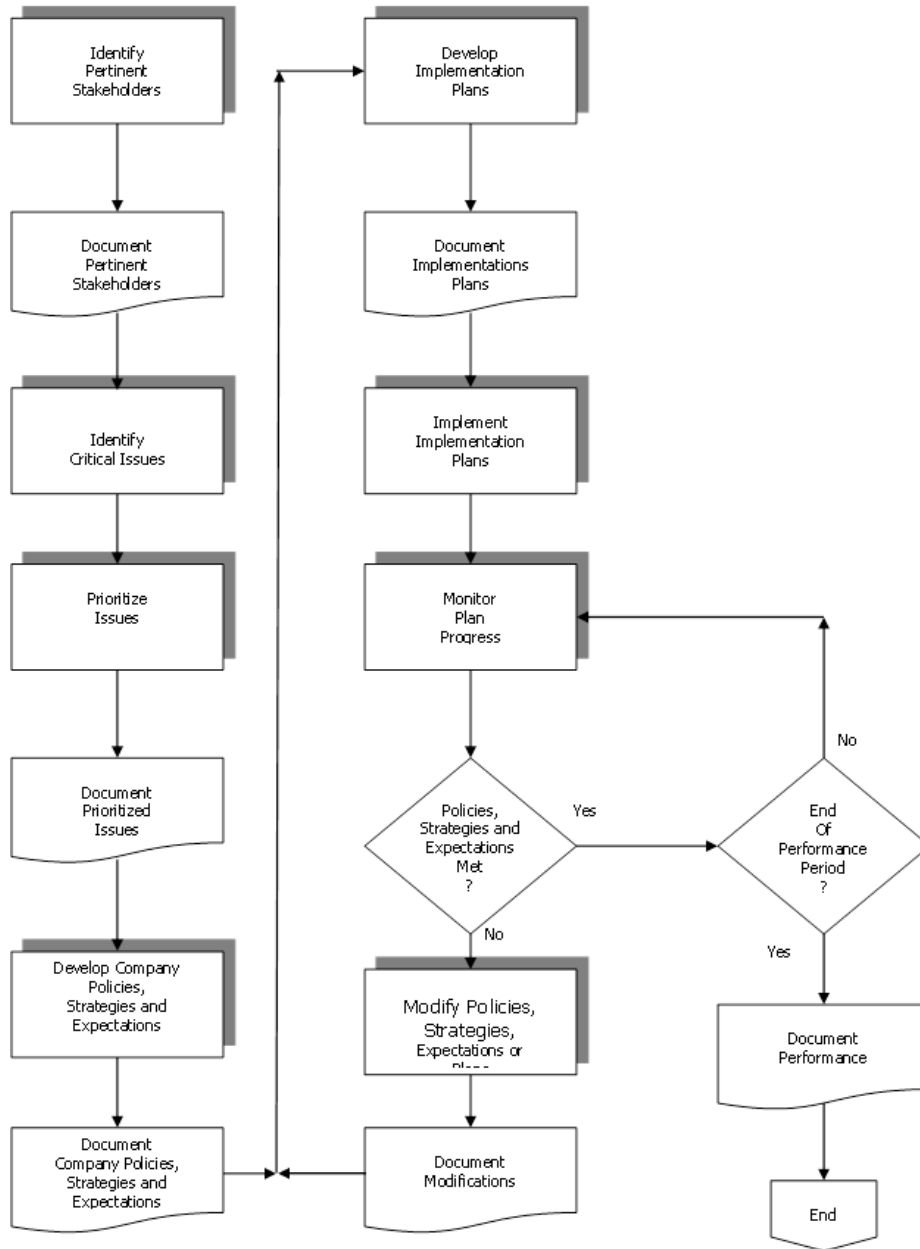 Identify
Pertinent
Stakeholders
Document
Pertinent
Stakeholders
Identify
Critical Issues
Prioritize
Issues
Document
Prioritized
Issues
Develop Company
Policies,
Strategies and
Expectations
Document
Company Policies,
Strategies and
Expectations
Develop
Implementation
Plans
Document
Implementations
Plans
Implement
Implementation
Plans
Monitor
Plan
Progress
Policies,
Strategies and
Expectations
Met
?
Yes
No
Modify Policies,
Strategies,
Expectations or
Plans
Document
Modifications
No
End
Of
Performance
Period
?
Yes
Document
Performance
End